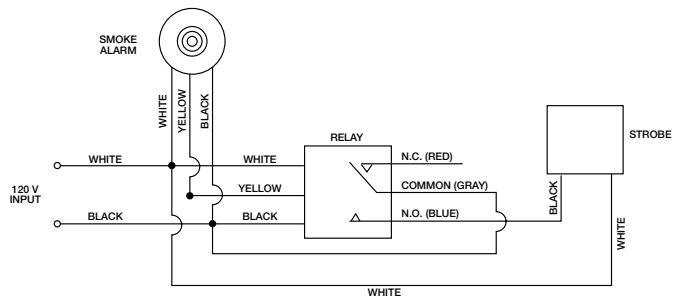 SMOKE
ALARM
WHITE
YELLOW
BLACK
RELAY
STROBE
120 V
INPUT
WHITE
WHITE
N.C. (RED)
YELLOW
COMMON (GRAY)
BLACK
BLACK
N.O. (BLUE)
BLACK
WHITE
WHITE